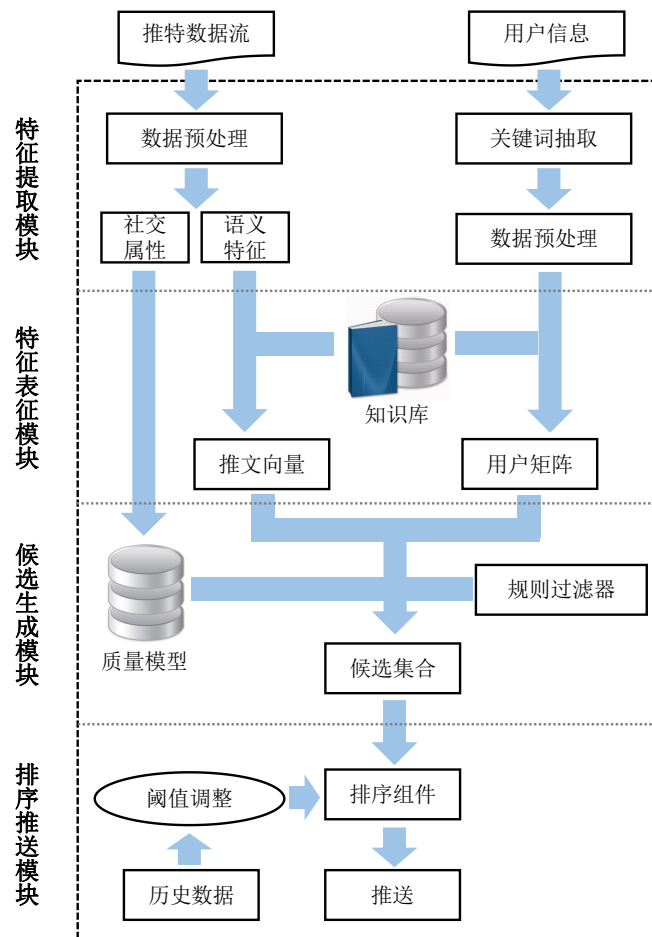 推特数据流
用户信息
特征提取模块
数据预处理
关键词抽取
社交
属性
语义
特征
数据预处理
特征表征模块
知识库
推文向量
用户矩阵
候选生成模块
规则过滤器
质量模型
候选集合
排序推送模块
阈值调整
排序组件
历史数据
推送